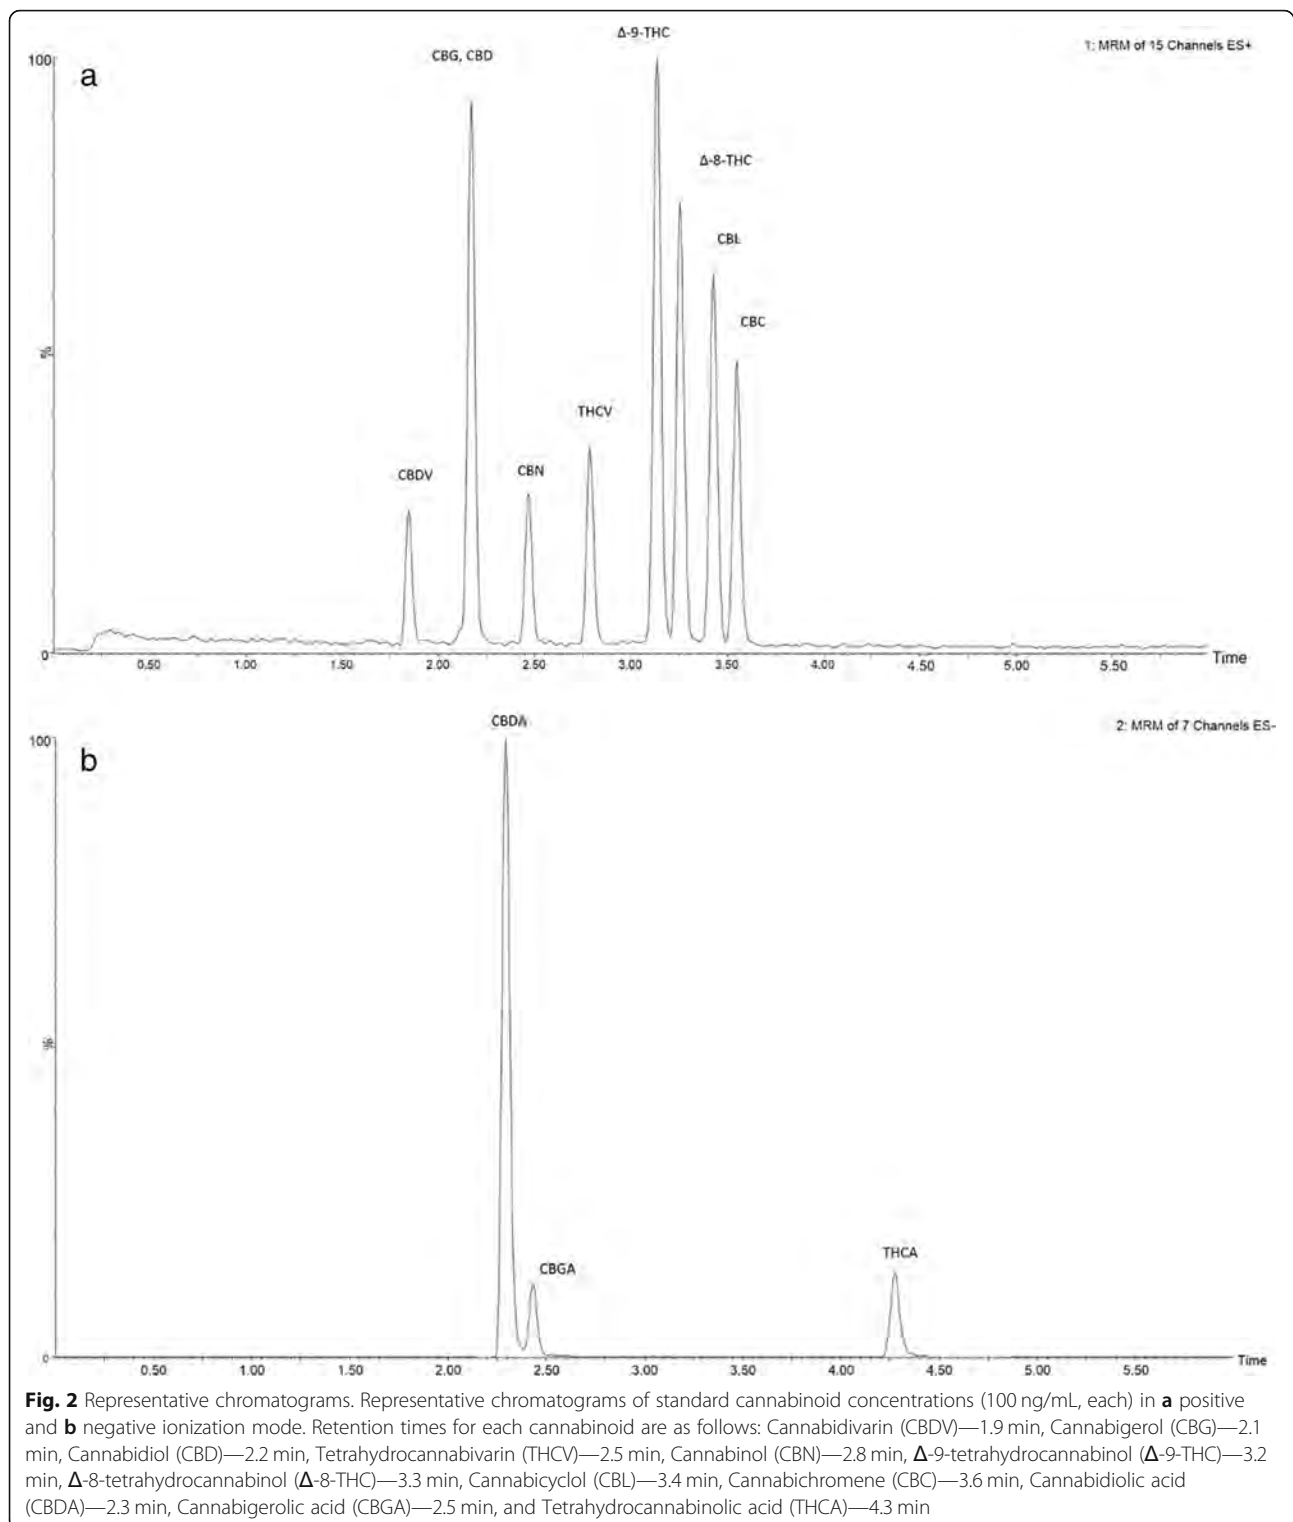 Δ-9-THC
1: MRM of 15 Channels ES+
CBG, CBD
100
a
Δ-8-THC
CBL
CBC
%
THCV
CBDV
CBN
0
0.50 1.00 1.50 2.00 2.50 3.00 3.50 4.00 4.50 5.00 5.50 Time
CBDA
2: MRM of 7 Channels ES-
100
b
%
CBGA
THCA
0
0.50 1.00 1.50 2.00 2.50 3.00 3.50 4.00 4.50 5.00 5.50 Time
Fig. 2 Representative chromatograms. Representative chromatograms of standard cannabinoid concentrations (100 ng/mL, each) in a positive
and b negative ionization mode. Retention times for each cannabinoid are as follows: Cannabidivarin (CBDV)—1.9 min, Cannabigerol (CBG)—2.1
min, Cannabidiol (CBD)—2.2 min, Tetrahydrocannabivarin (THCV)—2.5 min, Cannabinol (CBN)—2.8 min, Δ-9-tetrahydrocannabinol (Δ-9-THC)—3.2
min, Δ-8-tetrahydrocannabinol (Δ-8-THC)—3.3 min, Cannabicyclol (CBL)—3.4 min, Cannabichromene (CBC)—3.6 min, Cannabidiolic acid
(CBDA)—2.3 min, Cannabigerolic acid (CBGA)—2.5 min, and Tetrahydrocannabinolic acid (THCA)—4.3 min